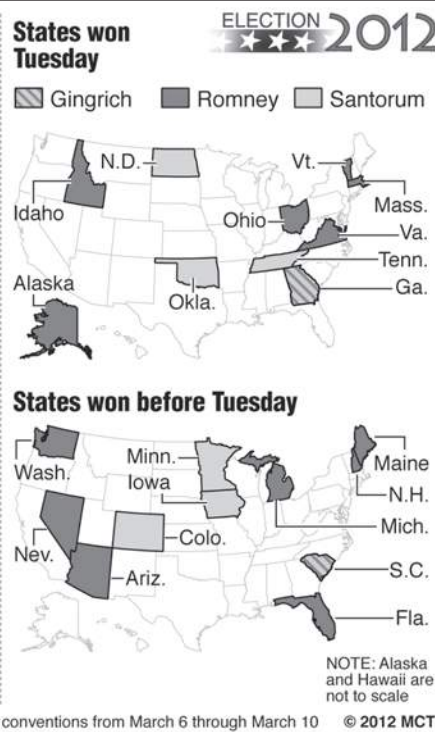 States won
Tuesday
ELECTION 2012
Gingrich Romney Santorum
N.D.
Vt.
Idaho
Ohio
Mass.
Va.
Tenn.
Alaska
Okla.
Ga.
States won before Tuesday
Wash.
Minn.
Iowa
Maine
N.H.
Mich.
Nev.
Colo.
Ariz.
S.C.
Fla.
NOTE: Alaska
and Hawaii are
not to scale
conventions from March 6 through March 10 © 2012 MCT